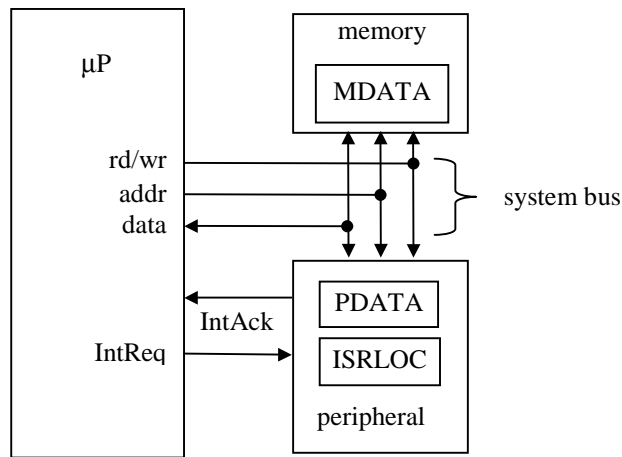 μP
memory
MDATA
rd/wr
addr
data
system bus
PDATA
IntAck
IntReq
ISRLOC
peripheral